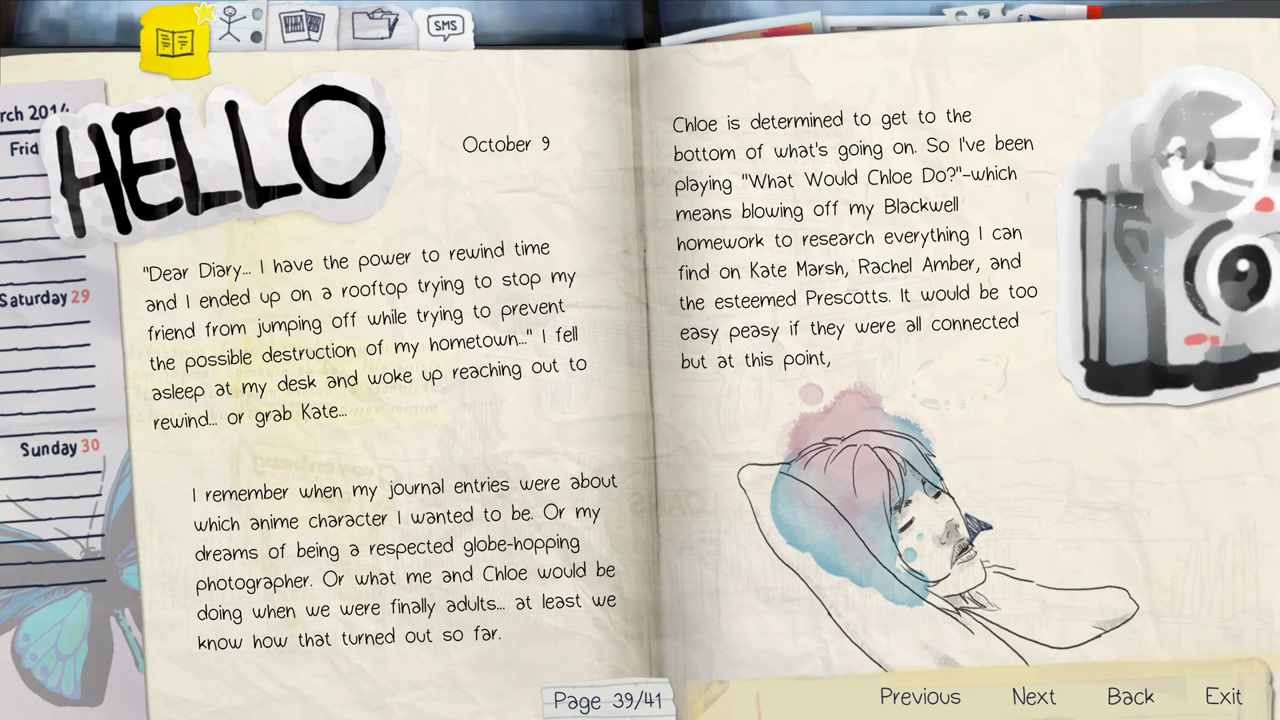 SMS
rch 2014
Frid
Saturday 29
Sunday 30
HELLO
October 9
"Dear Diary... I have the power to rewind time
and I ended up on a rooftop trying to stop my
friend from jumping off while trying to prevent
the possible destruction of my hometown..." I fell
asleep at my desk and woke up reaching out to
rewind... or grab Kate...
I remember when my journal entries were about
which anime character I wanted to be. Or my
dreams of being a respected globe-hopping
photographer. Or what me and Chloe would be
doing when we were finally adults... at least we
know how that turned out so far.
Chloe is determined to get to the
bottom of what's going on. So I've been
playing "What Would Chloe Do?"-which
means blowing off my Blackwell
homework to research everything I can
find on Kate Marsh, Rachel Amber, and
the esteemed Prescotts. It would be too
easy peasy if they were all connected
but at this point,
Page 39/41
Previous Next Back Exit